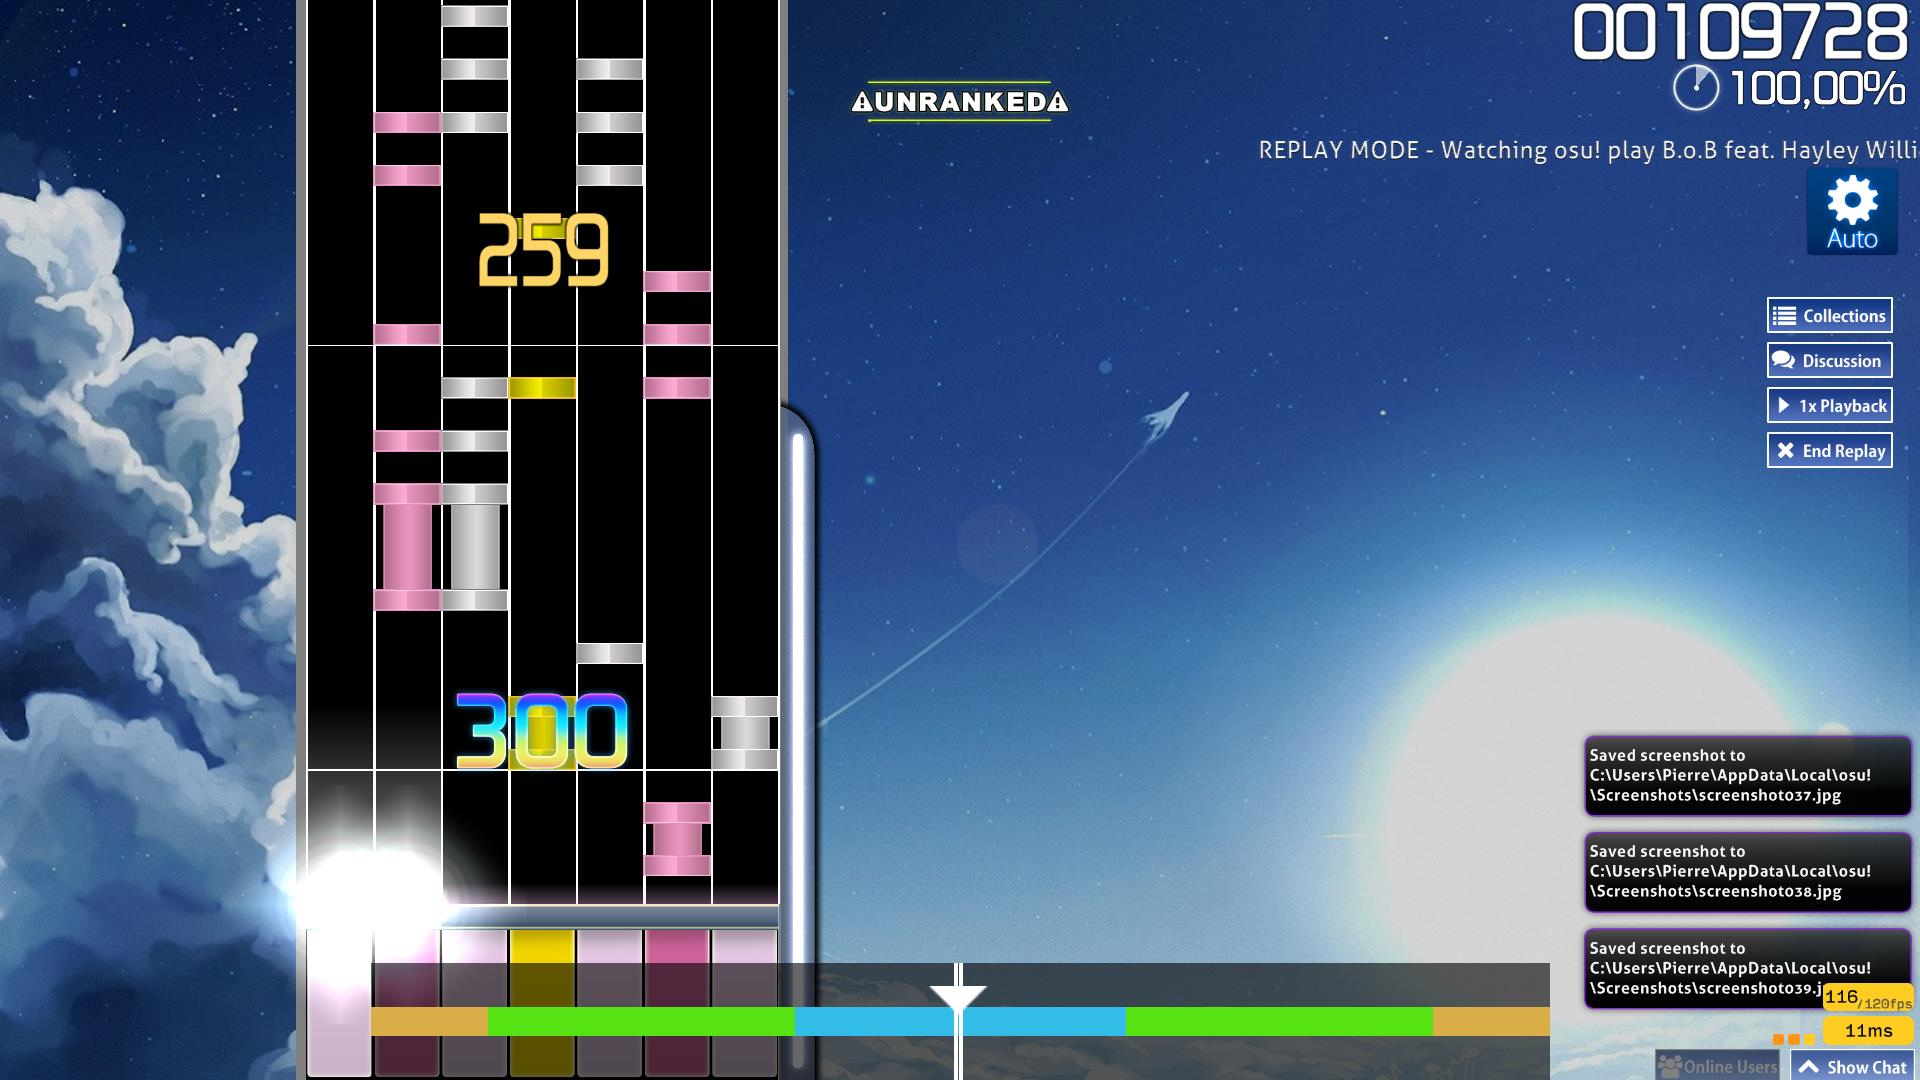 00109728
100,00%
UNRANKED
REPLAY MODE - Watching osu! play B.o.B feat. Hayley Willi
Auto
259
Collections
Discussion
1x Playback
End Replay
300
Saved screenshot to
C:\Users\Pierre\AppData\Local\osu!
\Screenshots\screenshot037.jpg
Saved screenshot to
C:\Users\Pierre\AppData\Local\osu!
\Screenshots\screenshot038.jpg
Saved screenshot to
C:\Users\Pierre\AppData\Local\osu!
\Screenshots\screenshot039.j
116/120fps
11ms
Online Users
Show Chat